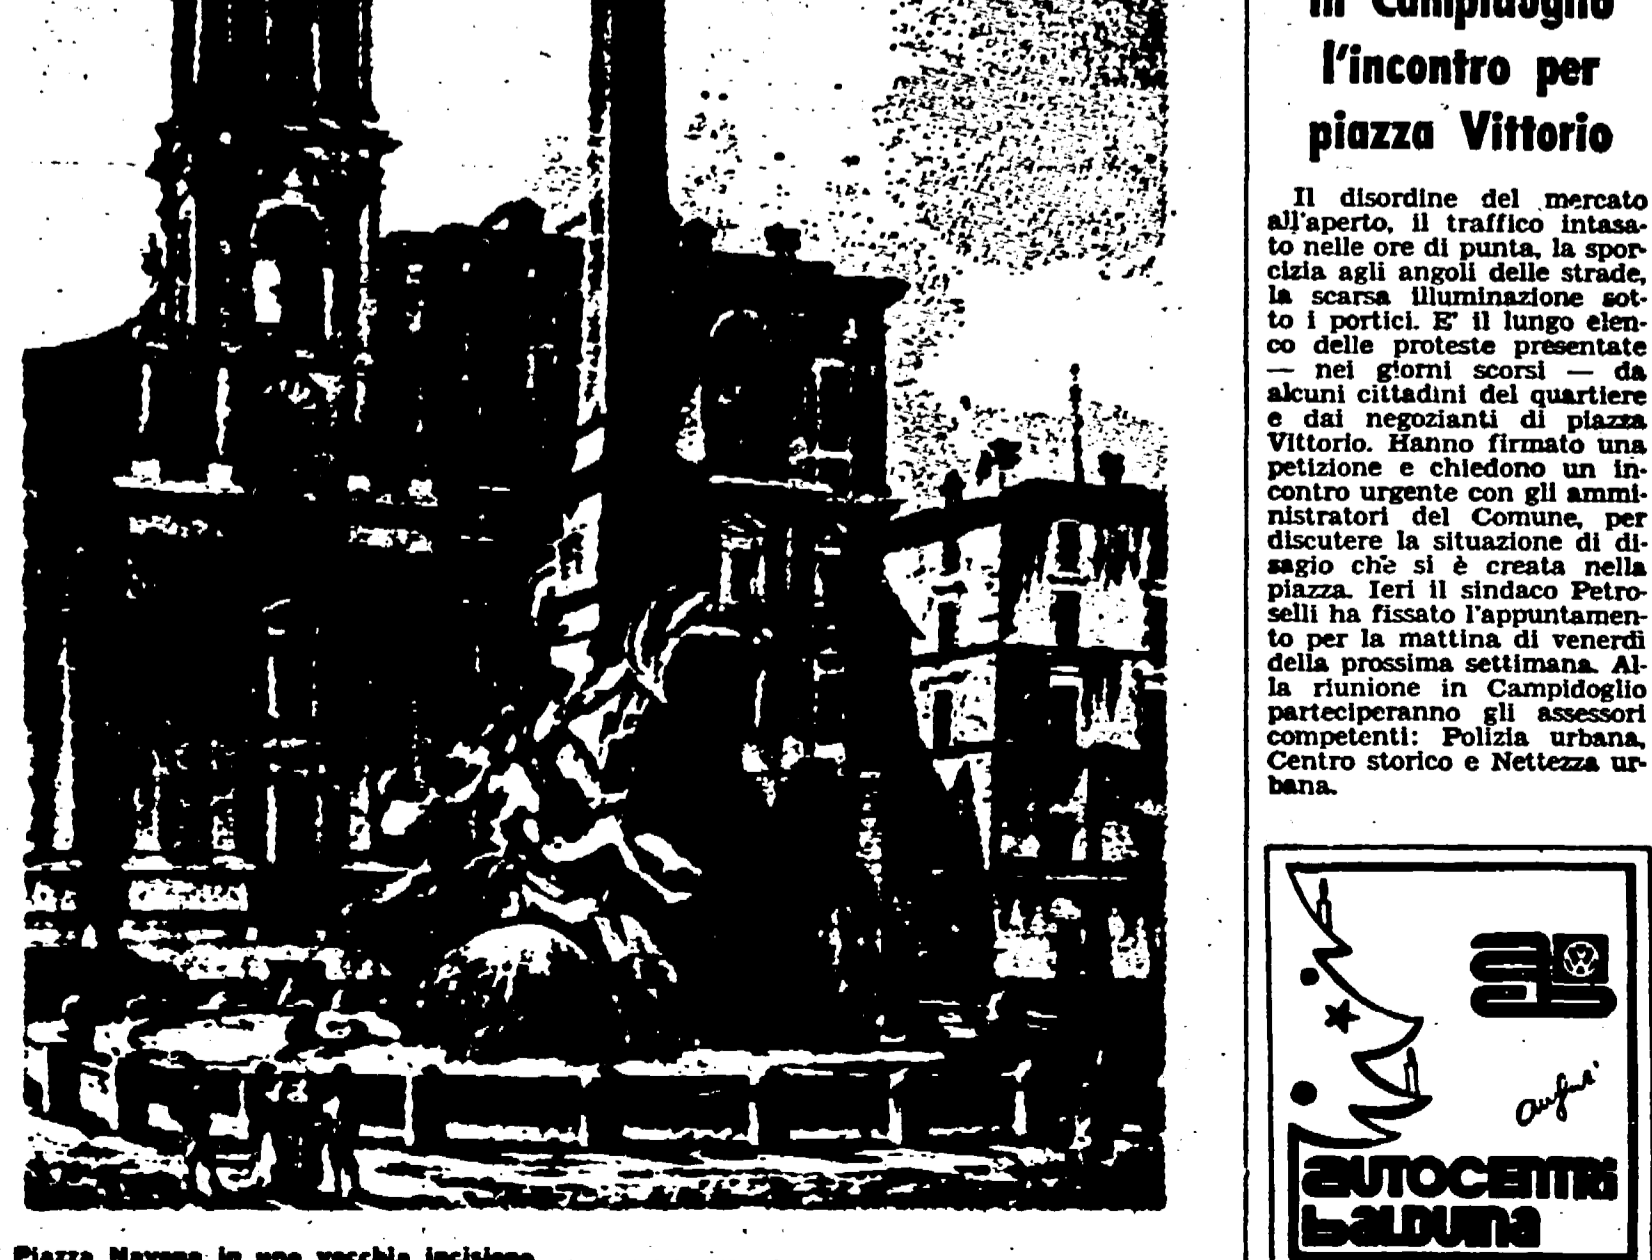 in Campidoglio
l'incontro per
piazza Vittorio
Il disordine del mercato
all'aperto, il traffico intasa-
to nelle ore di punta, la spor-
cizia agli angoli delle strade,
la scarsa illuminazione sot-
to i portici. E' il lungo elen-
co delle proteste presentate
— nei giorni scorsi — da
alcuni cittadini del quartiere
e dai negozianti di piazza
Vittorio. Hanno firmato una
petizione e chiedono un in-
contro urgente con gli ammi-
nistratori del Comune, per
discutere la situazione di di-
sagio che si è creata nella
piazza. Ieri il sindaco Petro-
selli ha fissato l'appuntamen-
to per la mattina di venerdì
della prossima settimana. Al-
la riunione in Campidoglio
parteciperanno gli assessori
competenti: Polizia urbana,
Centro storico e Nettezza ur-
bana.
auguri
AUTOCENTRI
BALDUINA
Piazza Navona in una vecchia incisione